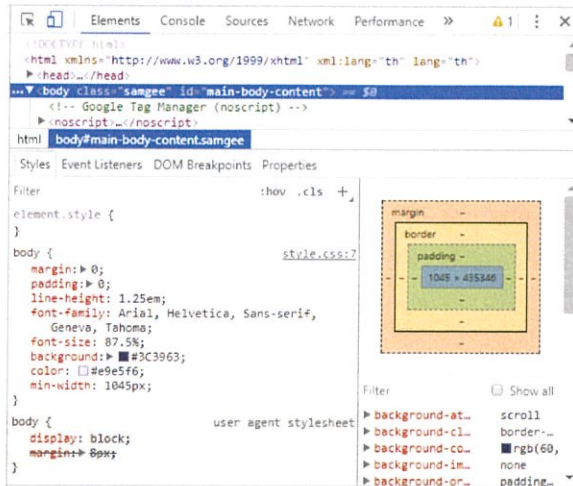 Elements Console Sources Network Performance » 1
<!DOCTYPE html>
<html xmlns="http://www.w3.org/1999/xhtml" xml:lang="th" lang="th">
▶<head>…</head>
…▼<body class="samgee" id="main-body-content"> == $0
<!-- Google Tag Manager (noscript) -->
▶<noscript>…</noscript>
html body#main-body-content.samgee
Styles Event Listeners DOM Breakpoints Properties
Filter :hov .cls +
element.style {
}
body { style.css:7
margin:▶ 0;
padding:▶ 0;
line-height: 1.25em;
font-family: Arial, Helvetica, Sans-serif,
Geneva, Tahoma;
font-size: 87.5%;
background:▶ #3C3963;
color: #e9e5f6;
min-width: 1045px;
}
body { user agent stylesheet
display: block;
margin:▶ 8px;
}
margin -
border -
padding -
- - - 1045 × 435346 - - -
-
-
-
Filter Show all
▶ background-at… scroll
▶ background-cl… border-…
▶ background-co… rgb(60,
▶ background-im… none
▶ background-or… padding…